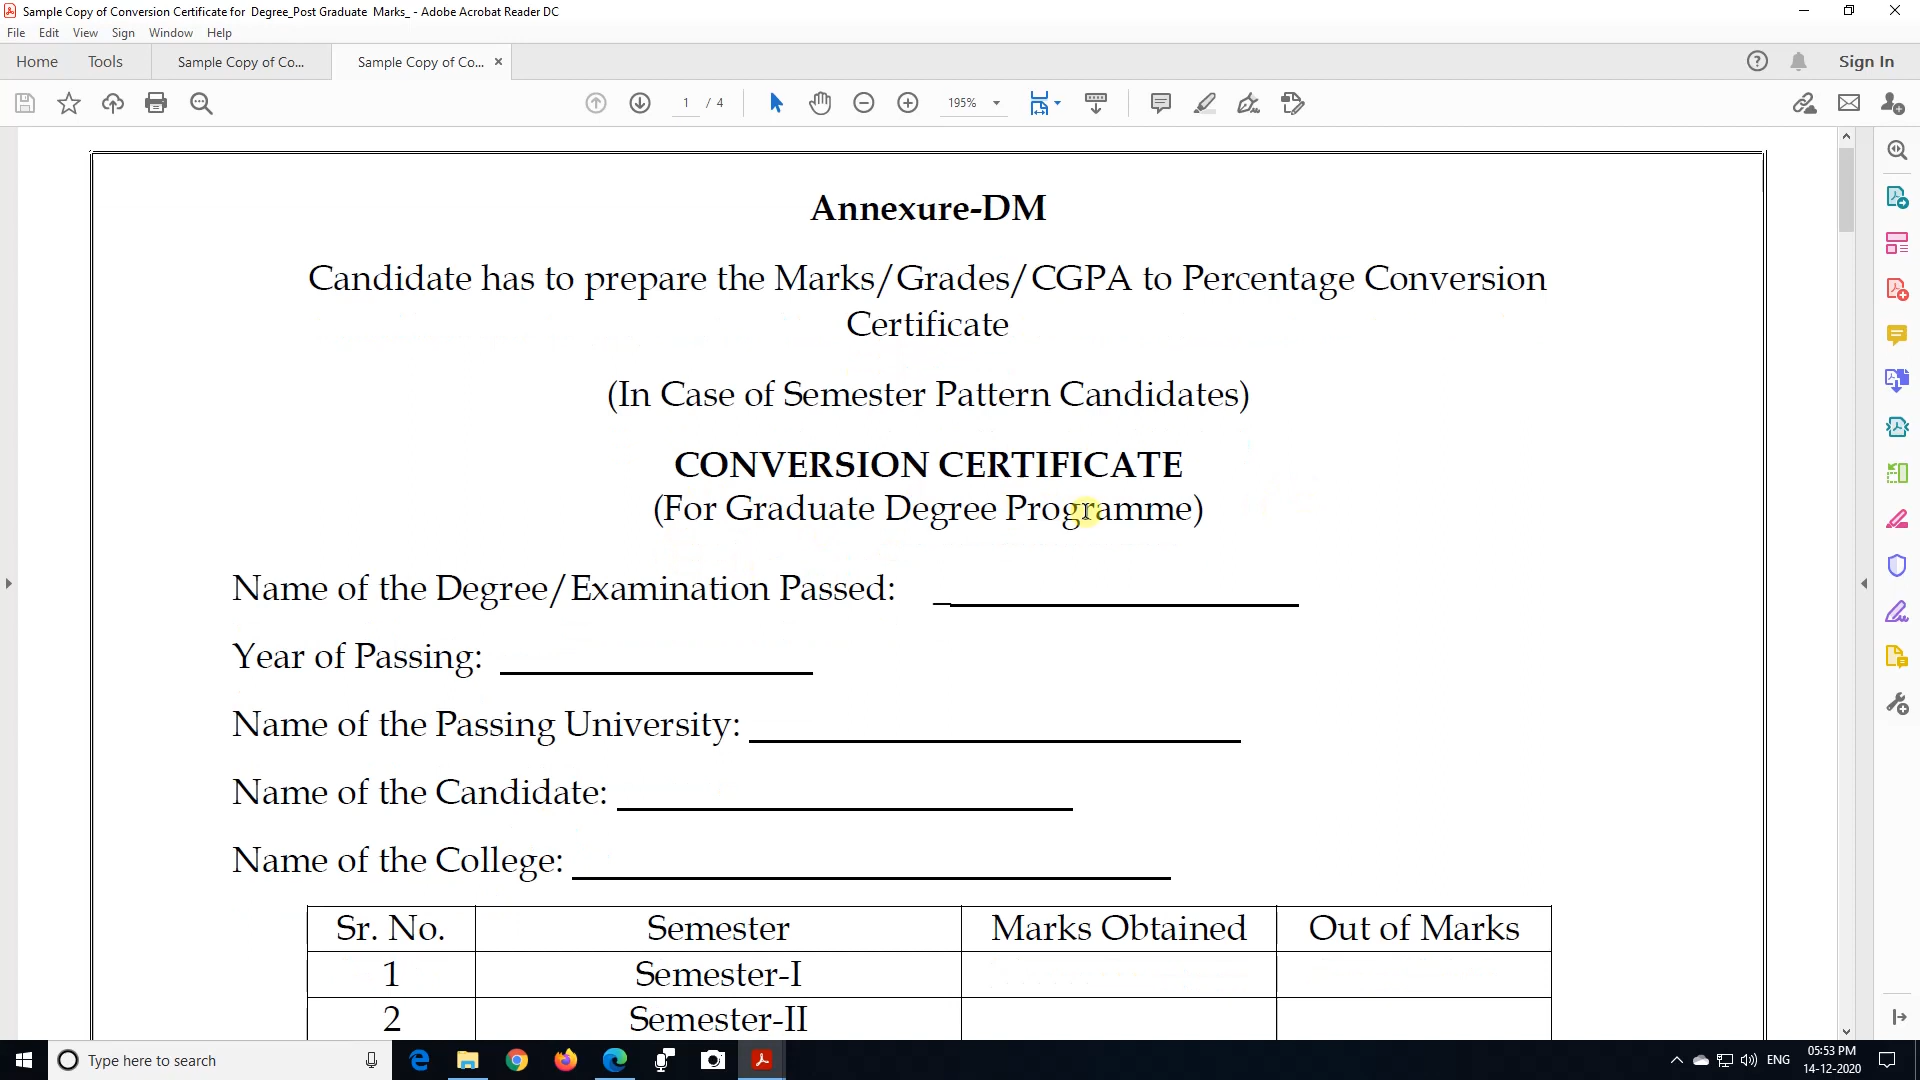 Sample Copy of Conversion Certificate for Degree_Post Graduate Marks_ - Adobe Acrobat Reader DC
File Edit View Sign Window Help
Home Tools Sample Copy of Co... Sample Copy of Co... × Sign In
1 / 4 195%
Annexure-DM
Candidate has to prepare the Marks/Grades/CGPA to Percentage Conversion
Certificate
(In Case of Semester Pattern Candidates)
CONVERSION CERTIFICATE
(For Graduate Degree Programme)
Name of the Degree/Examination Passed:
Year of Passing:
Name of the Passing University:
Name of the Candidate:
Name of the College:
Sr. No. Semester Marks Obtained Out of Marks
1 Semester-I
2 Semester-II
Type here to search
ENG
05:53 PM
14-12-2020